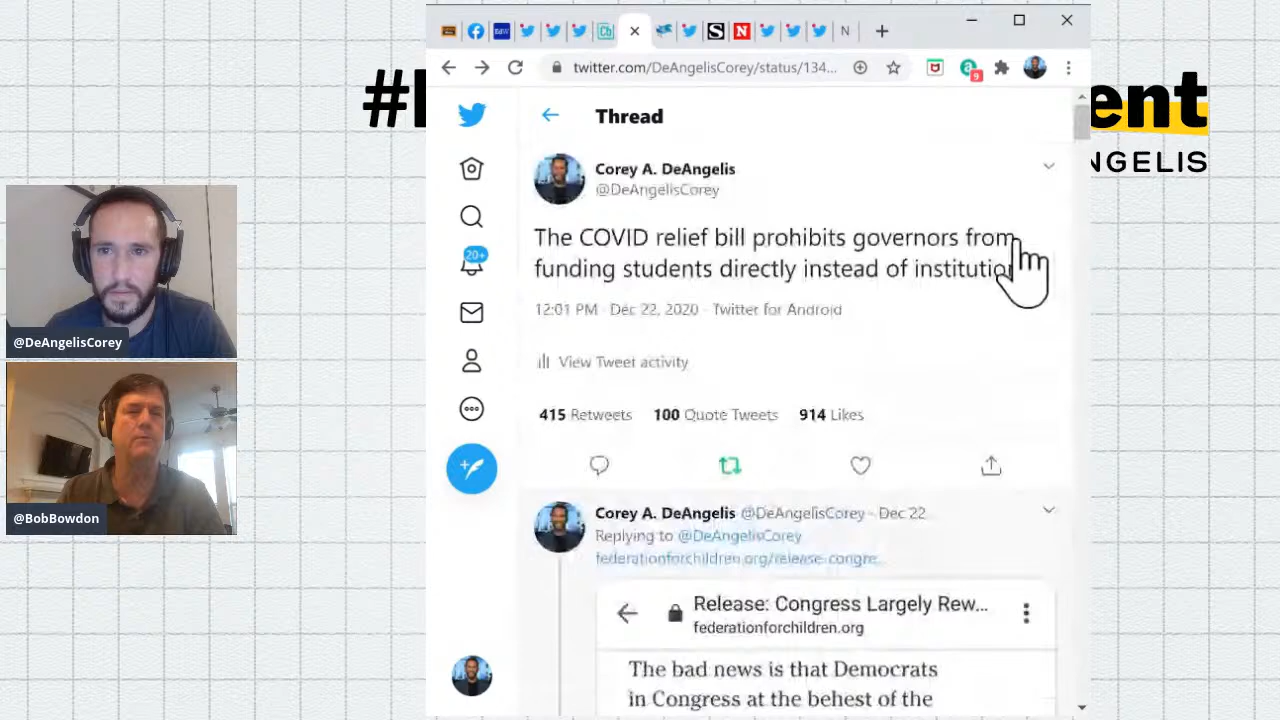 twitter.com/DeAngelisCorey/status/134...
9
ent
NGELIS
Thread
Corey A. DeAngelis
@DeAngelisCorey
The COVID relief bill prohibits governors from
funding students directly instead of
12:01 PM · Dec 22, 2020 · Twitter for Android
View Tweet activity
415 Retweets 100 Quote Tweets 914 Likes
20+
Corey A. DeAngelis @DeAngelisCorey · Dec 22
Replying to @DeAngelisCorey
federationforchildren.org/release-congre...
Release: Congress Largely Rew...
federationforchildren.org
The bad news is that Democrats
in Congress at the behest of the
@DeAngelisCorey
@BobBowdon